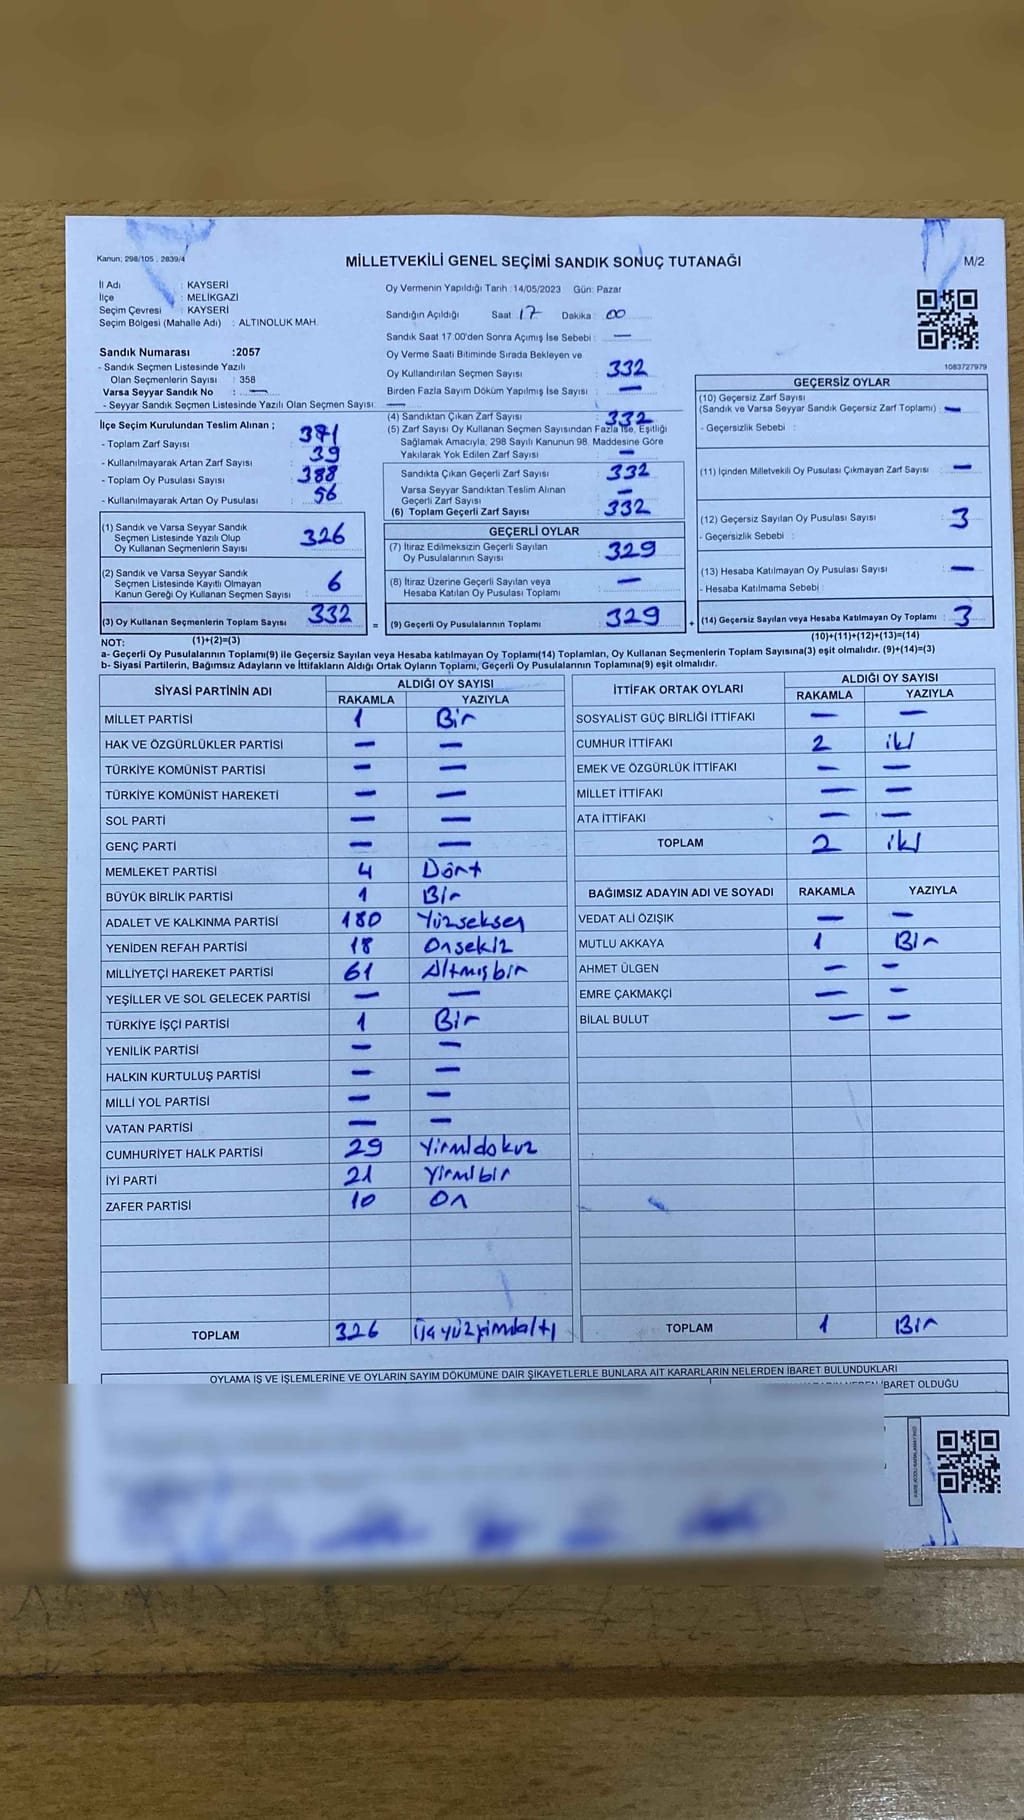 Kanun; 298/105 , 2839/4
MİLLETVEKİLİ GENEL SEÇİMİ SANDIK SONUÇ TUTANAĞI
M/2
İl Adı : KAYSERİ
İlçe : MELİKGAZİ
Seçim Çevresi : KAYSERİ
Seçim Bölgesi (Mahalle Adı) : ALTINOLUK MAH.
Oy Vermenin Yapıldığı Tarih :14/05/2023 Gün: Pazar
Sandığın Açıldığı Saat : 17 Dakika : 00
Sandık Saat 17:00'den Sonra Açımış İse Sebebi : —
Sandık Numarası :2057
- Sandık Seçmen Listesinde Yazılı
Olan Seçmenlerin Sayısı : 358
Varsa Seyyar Sandık No : —
- Seyyar Sandık Seçmen Listesinde Yazılı Olan Seçmen Sayısı: —
Oy Verme Saati Bitiminde Sırada Bekleyen ve
Oy Kullandırılan Seçmen Sayısı : 332
Birden Fazla Sayım Döküm Yapılmış İse Sayısı : —
1083727979
İlçe Seçim Kurulundan Teslim Alınan ;
- Toplam Zarf Sayısı : 371
- Kullanılmayarak Artan Zarf Sayısı : 39
- Toplam Oy Pusulası Sayısı : 388
- Kullanılmayarak Artan Oy Pusulası : 56
(4) Sandıktan Çıkan Zarf Sayısı : 332
(5) Zarf Sayısı Oy Kullanan Seçmen Sayısından Fazla İse, Eşitliği
Sağlamak Amacıyla, 298 Sayılı Kanunun 98. Maddesine Göre
Yakılarak Yok Edilen Zarf Sayısı : —
Sandıkta Çıkan Geçerli Zarf Sayısı : 332
Varsa Seyyar Sandıktan Teslim Alınan
Geçerli Zarf Sayısı : —
(6) Toplam Geçerli Zarf Sayısı : 332
GEÇERSİZ OYLAR
(10) Geçersiz Zarf Sayısı
(Sandık ve Varsa Seyyar Sandık Geçersiz Zarf Toplamı) : —
- Geçersizlik Sebebi :
(11) İçinden Milletvekili Oy Pusulası Çıkmayan Zarf Sayısı : —
(12) Geçersiz Sayılan Oy Pusulası Sayısı : 3
- Geçersizlik Sebebi :
(13) Hesaba Katılmayan Oy Pusulası Sayısı : —
- Hesaba Katılmama Sebebi :
(14) Geçersiz Sayılan veya Hesaba Katılmayan Oy Toplamı : 3
(10)+(11)+(12)+(13)=(14)
(1) Sandık ve Varsa Seyyar Sandık
Seçmen Listesinde Yazılı Olup
Oy Kullanan Seçmenlerin Sayısı : 326
(2) Sandık ve Varsa Seyyar Sandık
Seçmen Listesinde Kayıtlı Olmayan
Kanun Gereği Oy Kullanan Seçmen Sayısı : 6
(3) Oy Kullanan Seçmenlerin Toplam Sayısı : 332 =
(1)+(2)=(3)
GEÇERLİ OYLAR
(7) İtiraz Edilmeksizin Geçerli Sayılan
Oy Pusulalarının Sayısı : 329
(8) İtiraz Üzerine Geçerli Sayılan veya
Hesaba Katılan Oy Pusulası Toplamı : —
(9) Geçerli Oy Pusulalarının Toplamı : 329 +
NOT:
a- Geçerli Oy Pusulalarının Toplamı(9) ile Geçersiz Sayılan veya Hesaba katılmayan Oy Toplamı(14) Toplamları, Oy Kullanan Seçmenlerin Toplam Sayısına(3) eşit olmalıdır. (9)+(14)=(3)
b- Siyasi Partilerin, Bağımsız Adayların ve İttifakların Aldığı Ortak Oyların Toplamı, Geçerli Oy Pusulalarının Toplamına(9) eşit olmalıdır.
SİYASİ PARTİNİN ADI ALDIĞI OY SAYISI
RAKAMLA YAZIYLA
MİLLET PARTİSİ 1 Bir
HAK VE ÖZGÜRLÜKLER PARTİSİ — —
TÜRKİYE KOMÜNİST PARTİSİ — —
TÜRKİYE KOMÜNİST HAREKETİ — —
SOL PARTİ — —
GENÇ PARTİ — —
MEMLEKET PARTİSİ 4 Dört
BÜYÜK BİRLİK PARTİSİ 1 Bir
ADALET VE KALKINMA PARTİSİ 180 Yüzseksen
YENİDEN REFAH PARTİSİ 18 Onsekiz
MİLLİYETÇİ HAREKET PARTİSİ 61 Altmışbir
YEŞİLLER VE SOL GELECEK PARTİSİ — —
TÜRKİYE İŞÇİ PARTİSİ 1 Bir
YENİLİK PARTİSİ — —
HALKIN KURTULUŞ PARTİSİ — —
MİLLİ YOL PARTİSİ — —
VATAN PARTİSİ — —
CUMHURİYET HALK PARTİSİ 29 Yirmidokuz
İYİ PARTİ 21 Yirmibir
ZAFER PARTİSİ 10 On
TOPLAM 326 Üçyüzyirmialtı
İTTİFAK ORTAK OYLARI ALDIĞI OY SAYISI
RAKAMLA YAZIYLA
SOSYALİST GÜÇ BİRLİĞİ İTTİFAKI — —
CUMHUR İTTİFAKI 2 iki
EMEK VE ÖZGÜRLÜK İTTİFAKI — —
MİLLET İTTİFAKI — —
ATA İTTİFAKI — —
TOPLAM 2 iki
BAĞIMSIZ ADAYIN ADI VE SOYADI RAKAMLA YAZIYLA
VEDAT ALİ ÖZIŞIK — —
MUTLU AKKAYA 1 Bir
AHMET ÜLGEN — —
EMRE ÇAKMAKÇİ — —
BİLAL BULUT — —
TOPLAM 1 Bir
OYLAMA İŞ VE İŞLEMLERİNE VE OYLARIN SAYIM DÖKÜMÜNE DAİR ŞİKAYETLERLE BUNLARA AİT KARARLARIN NELERDEN İBARET BULUNDUKLARI
İBARET OLDUĞU